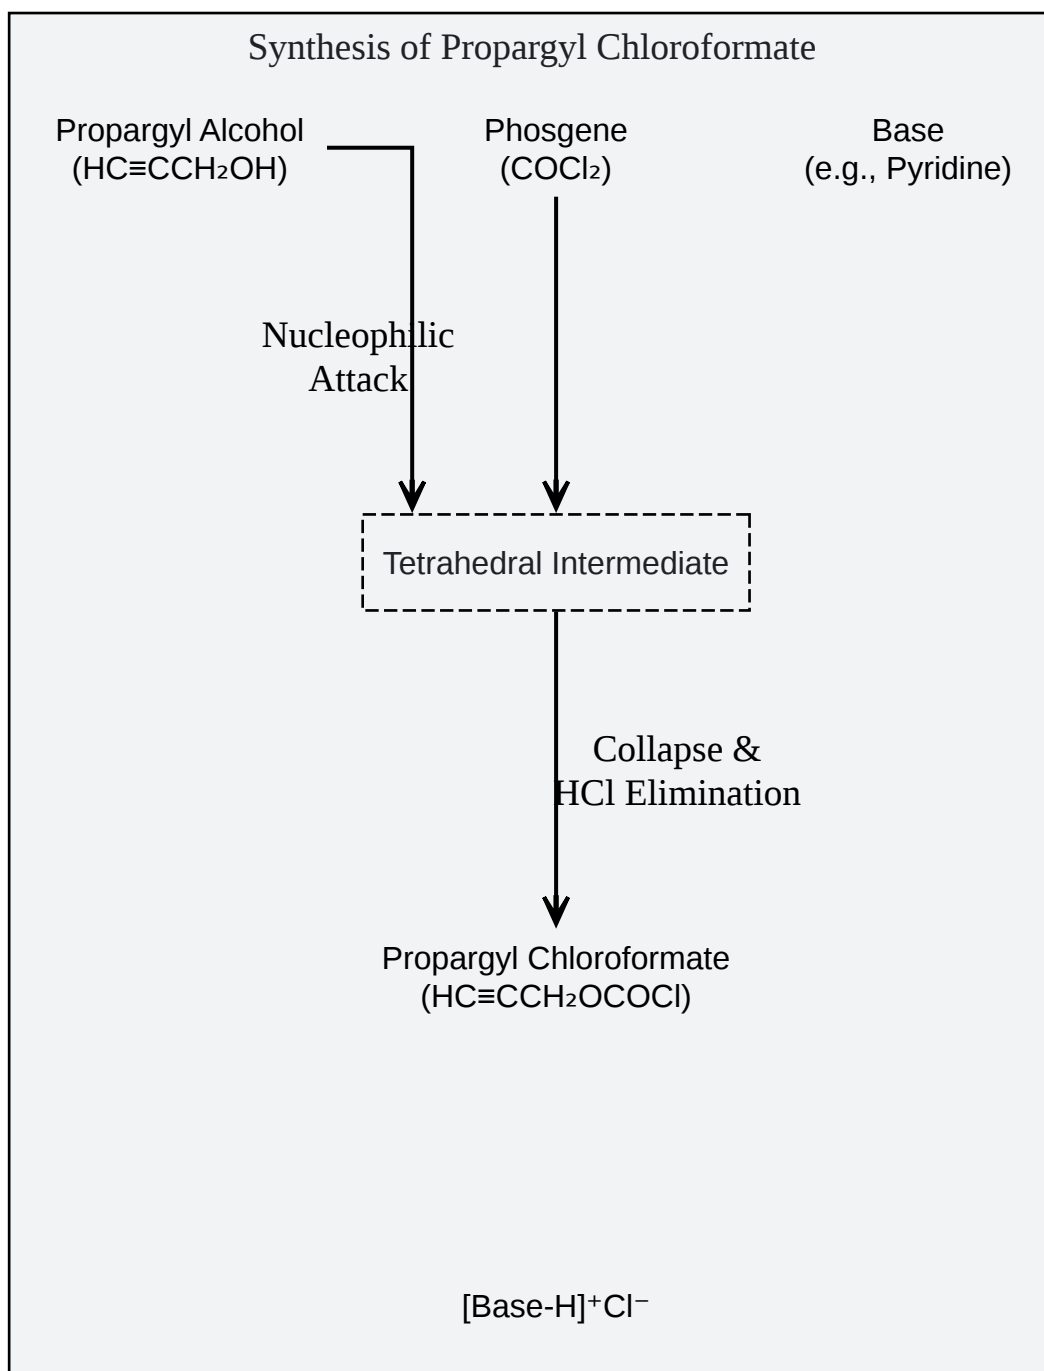 Synthesis of Propargyl Chloroformate
Propargyl Alcohol
(HC≡CCH₂OH)
Phosgene
(COCl₂)
Base
(e.g., Pyridine)
Nucleophilic
Attack
Tetrahedral Intermediate
Collapse &
HCl Elimination
Propargyl Chloroformate
(HC≡CCH₂OCOCl)
[Base-H]⁺Cl⁻